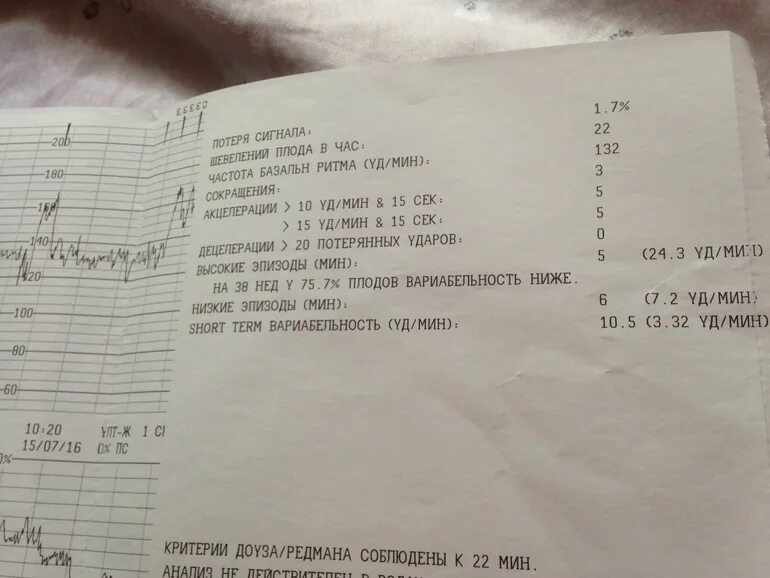 03333
ПОТЕРЯ СИГНАЛА: 1.7%
ШЕВЕЛЕНИЙ ПЛОДА В ЧАС: 22
ЧАСТОТА БАЗАЛЬН РИТМА (УД/МИН): 132
СОКРАЩЕНИЯ: 3
АКЦЕЛЕРАЦИИ > 10 УД/МИН & 15 СЕК: 5
> 15 УД/МИН & 15 СЕК: 5
ДЕЦЕЛЕРАЦИИ > 20 ПОТЕРЯННЫХ УДАРОВ: 0
ВЫСОКИЕ ЭПИЗОДЫ (МИН): 5 (24.3 УД/МИН)
НА 38 НЕД У 75.7% ПЛОДОВ ВАРИАБЕЛЬНОСТЬ НИЖЕ.
НИЗКИЕ ЭПИЗОДЫ (МИН): 6 (7.2 УД/МИН)
SHORT TERM ВАРИАБЕЛЬНОСТЬ (УД/МИН): 10.5 (3.32 УД/МИН)
200
180
160
140
120
100
80
60
10:20 УЛТ-Ж 1
15/07/16 0% ПС
КРИТЕРИИ ДОУЗА/РЕДМАНА СОБЛЮДЕНЫ К 22 МИН.
АНАЛИЗ НЕ ДЕЙСТВИТЕЛЕН В